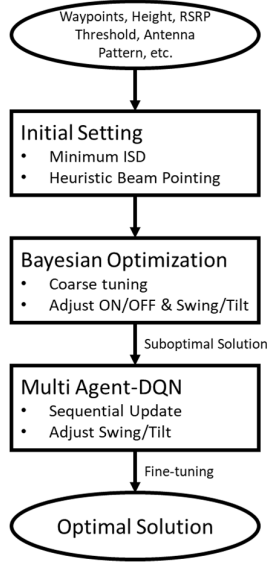 Waypoints, Height, RSRP
Threshold, Antenna
Pattern, etc.
Initial Setting
• Minimum ISD
• Heuristic Beam Pointing
Bayesian Optimization
• Coarse tuning
• Adjust ON/OFF & Swing/Tilt
Suboptimal Solution
Multi Agent-DQN
• Sequential Update
• Adjust Swing/Tilt
Fine-tuning
Optimal Solution